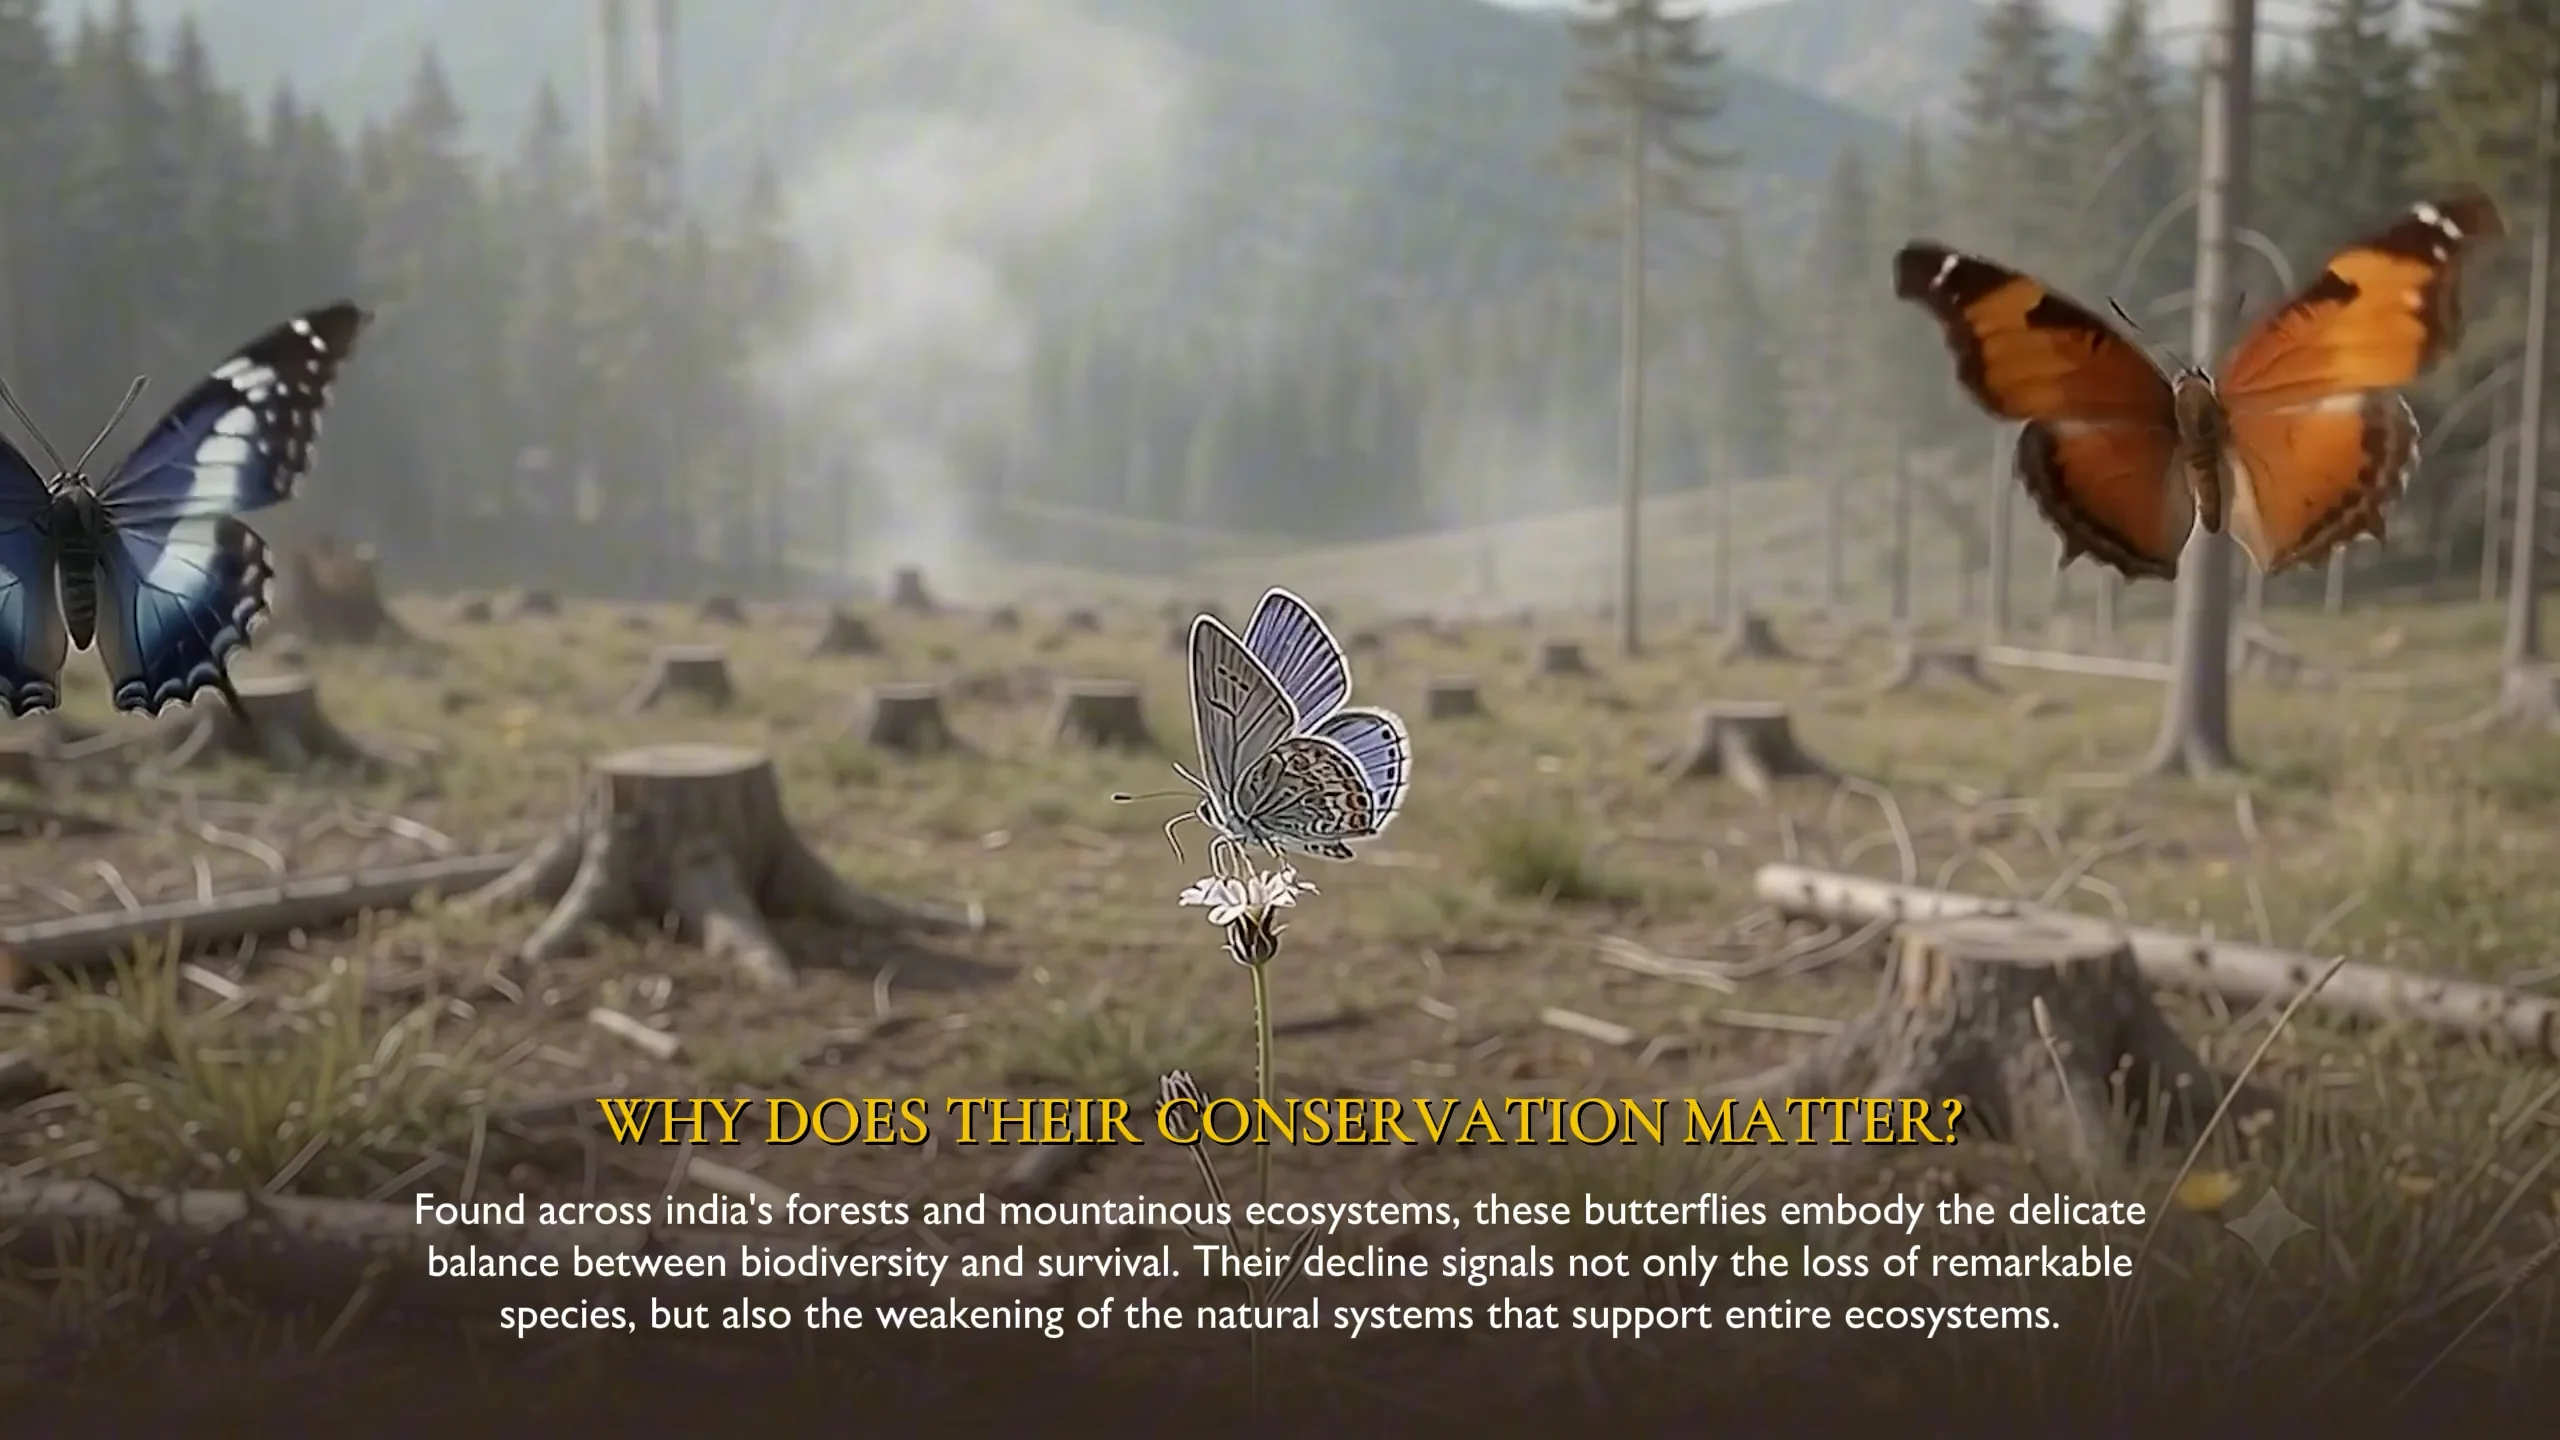 WHY DOES THEIR CONSERVATION MATTER?
Found across india's forests and mountainous ecosystems, these butterflies embody the delicate
balance between biodiversity and survival. Their decline signals not only the loss of remarkable
species, but also the weakening of the natural systems that support entire ecosystems.